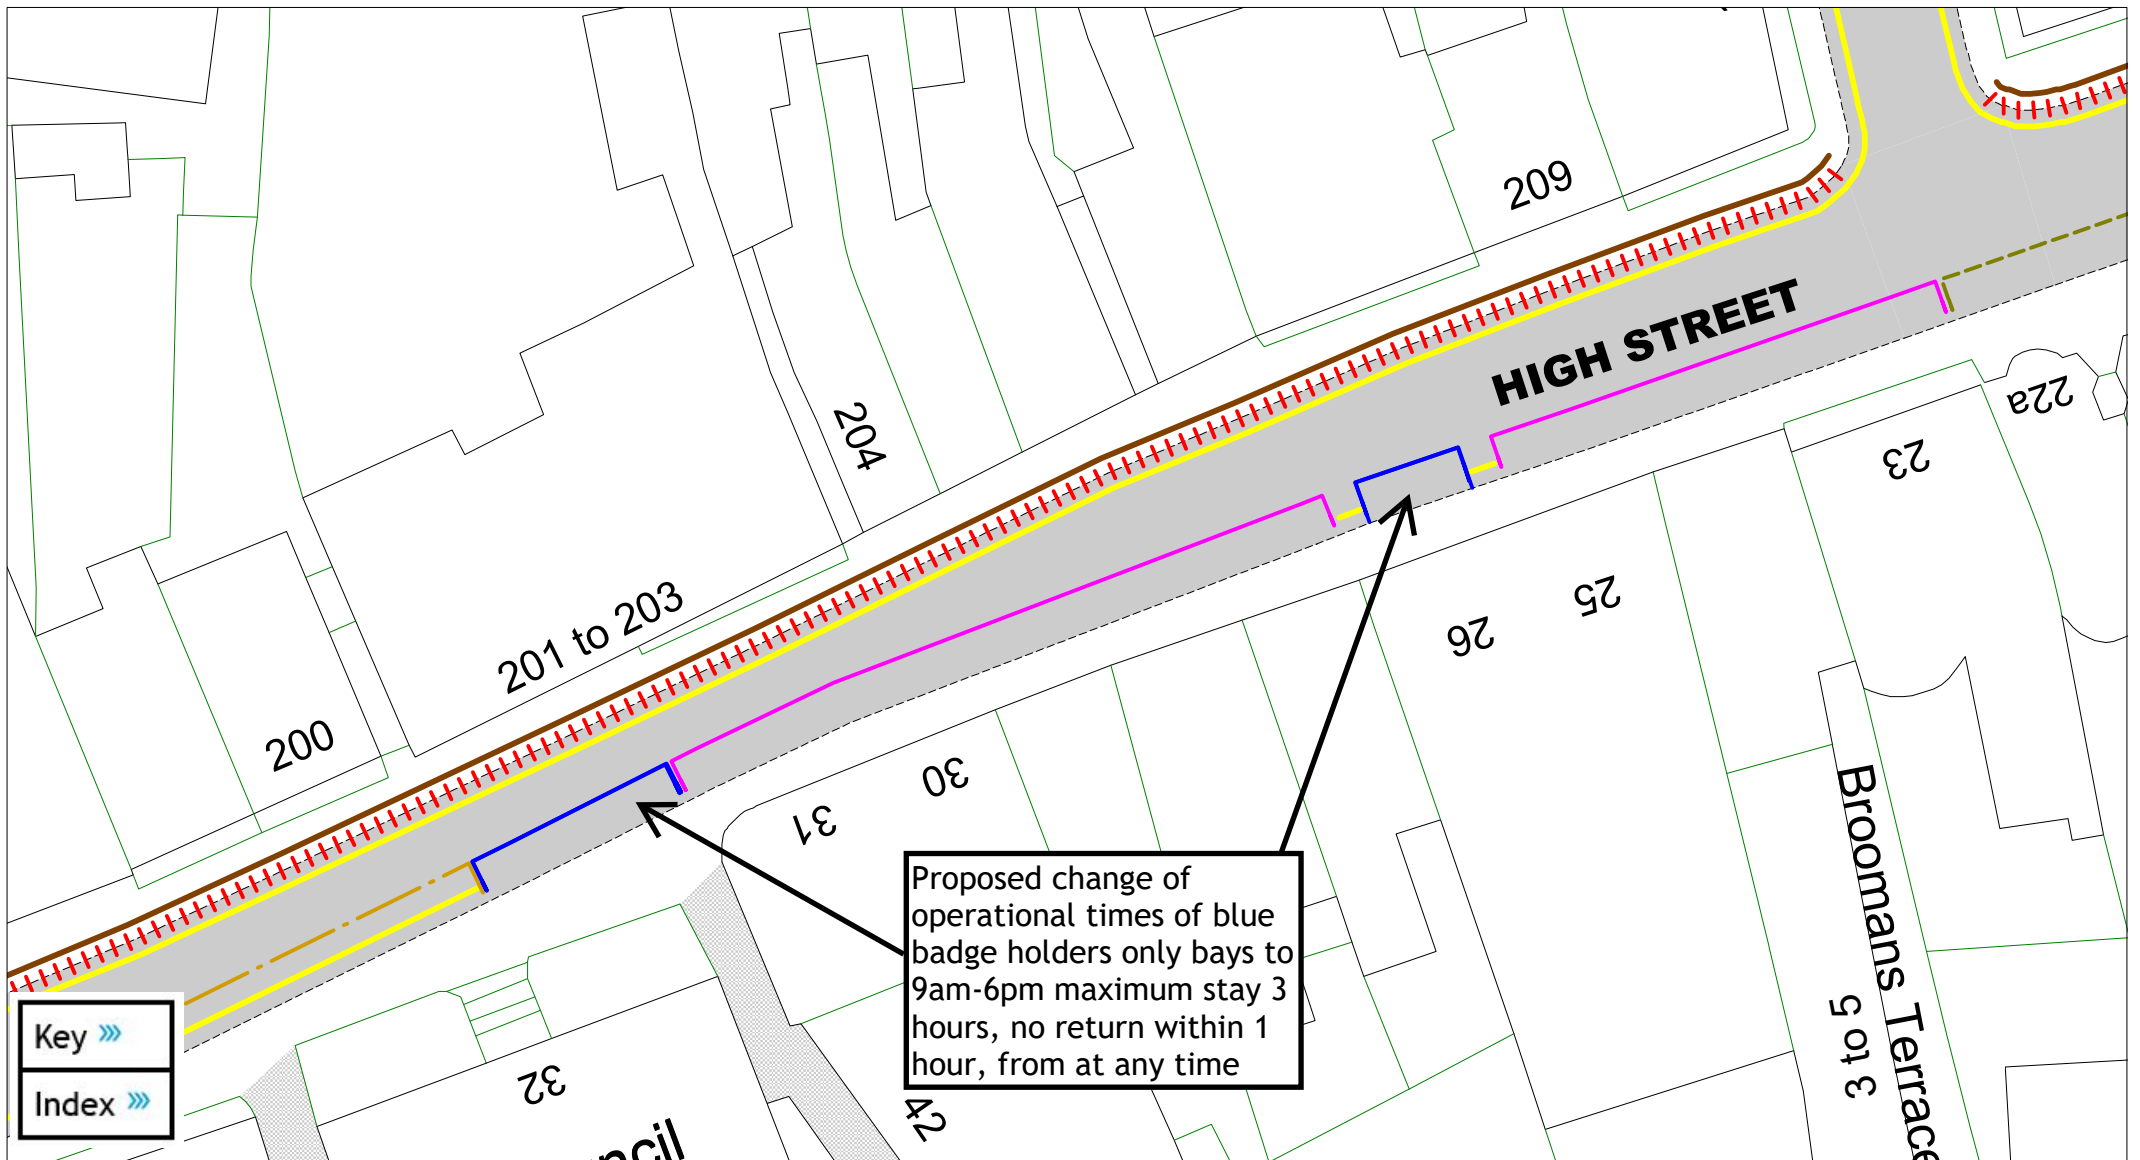 209
HIGH STREET
204
22a
23
201 to 203
25
26
200
30
31
Proposed change of
operational times of blue
badge holders only bays to
9am-6pm maximum stay 3
hours, no return within 1
hour, from at any time
Broomans Terrace
3 to 5
Key »»
Index »»
32
42
ncil